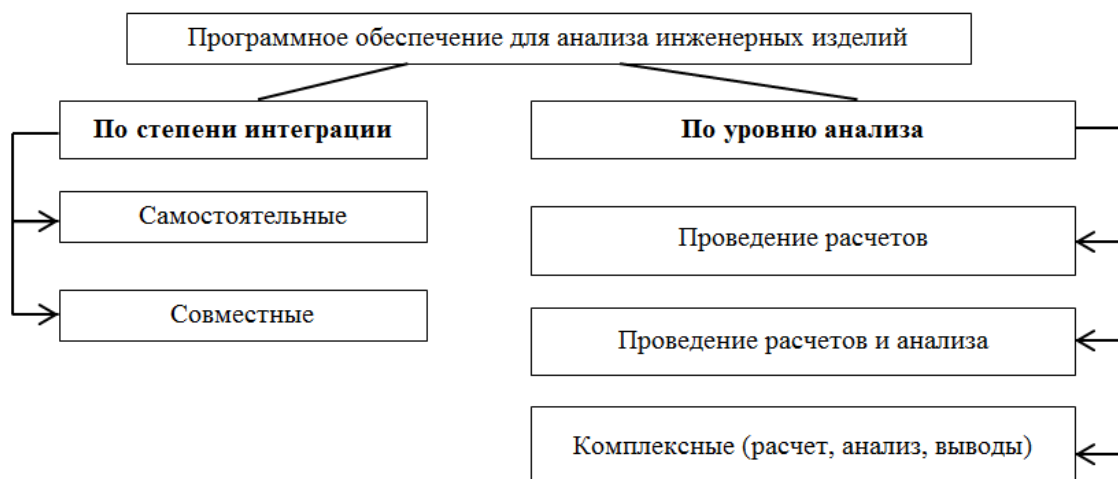 Программное обеспечение для анализа инженерных изделий
По степени интеграции
Самостоятельные
Совместные
По уровню анализа
Проведение расчетов
Проведение расчетов и анализа
Комплексные (расчет, анализ, выводы)